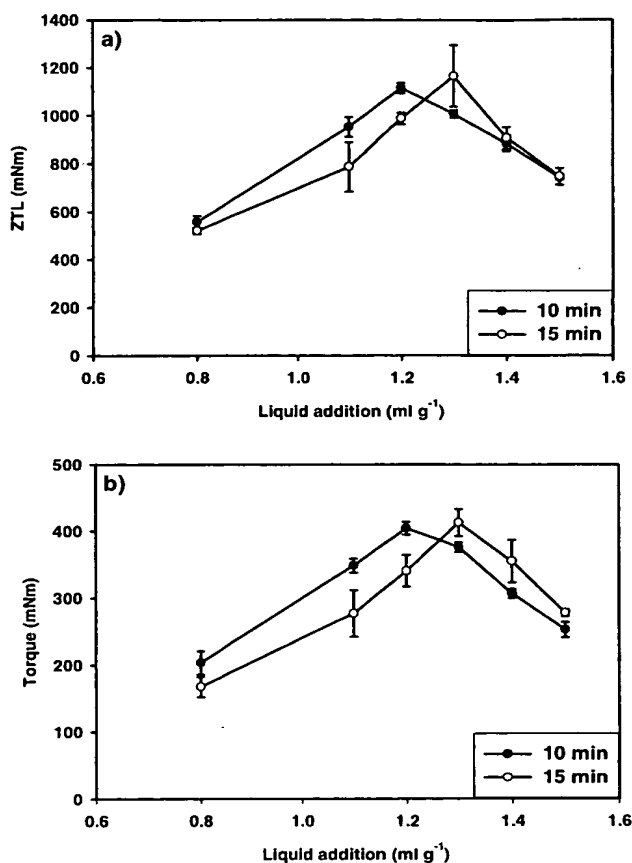 a)
1400
1200
1000
800
600
400
200
0
ZTL (mNm)
10 min
15 min
0.6 0.8 1.0 1.2 1.4 1.6
Liquid addition (ml g⁻¹)
b)
500
400
300
200
100
0
Torque (mNm)
10 min
15 min
0.6 0.8 1.0 1.2 1.4 1.6
Liquid addition (ml g⁻¹)